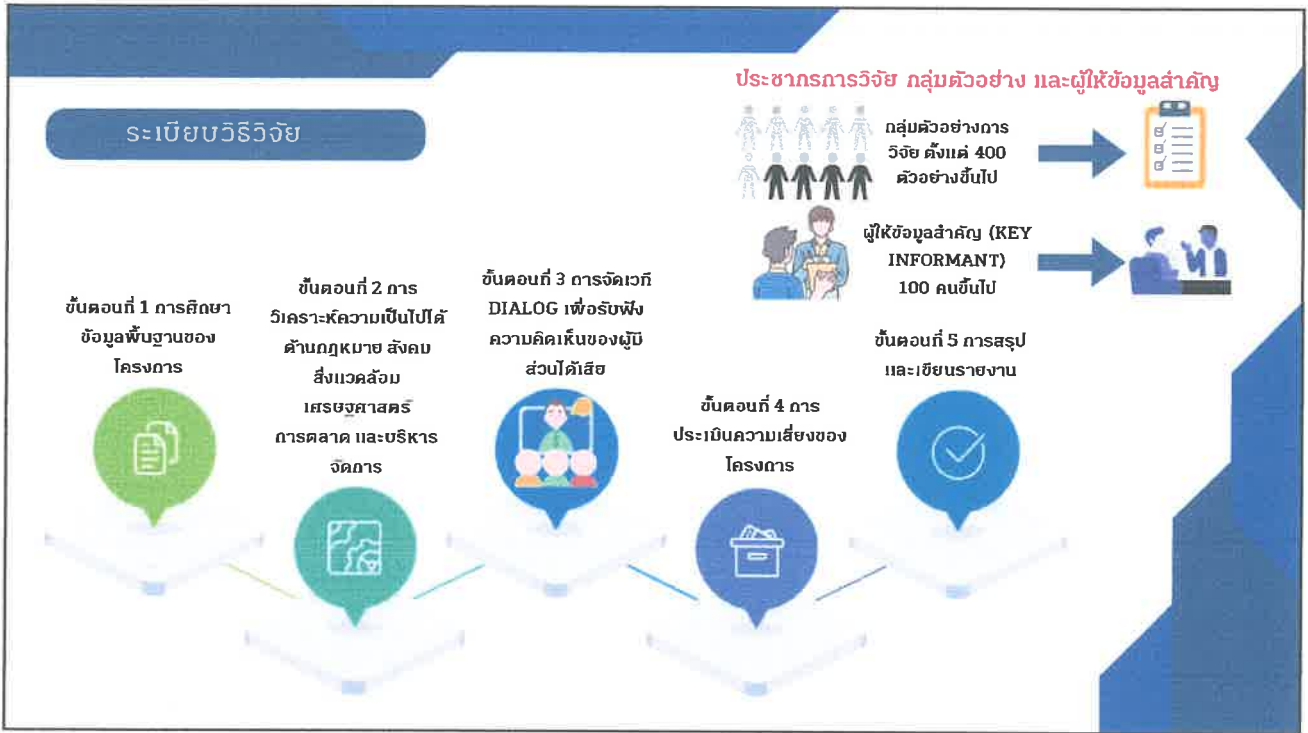 ระเบียบวิธีวิจัย
ประชากรการวิจัย กลุ่มตัวอย่าง และผู้ให้ข้อมูลสำคัญ
กลุ่มตัวอย่างการ
วิจัย ตั้งแต่ 400
ตัวอย่างขึ้นไป
ผู้ให้ข้อมูลสำคัญ (KEY
INFORMANT)
100 คนขึ้นไป
ขั้นตอนที่ 1 การศึกษา
ข้อมูลพื้นฐานของ
โครงการ
ขั้นตอนที่ 2 การ
วิเคราะห์ความเป็นไปได้
ด้านกฎหมาย สังคม
สิ่งแวดล้อม
เศรษฐศาสตร์
การตลาด และบริหาร
จัดการ
ขั้นตอนที่ 3 การจัดเวที
DIALOG เพื่อรับฟัง
ความคิดเห็นของผู้มี
ส่วนได้เสีย
ขั้นตอนที่ 4 การ
ประเมินความเสี่ยงของ
โครงการ
ขั้นตอนที่ 5 การสรุป
และเขียนรายงาน